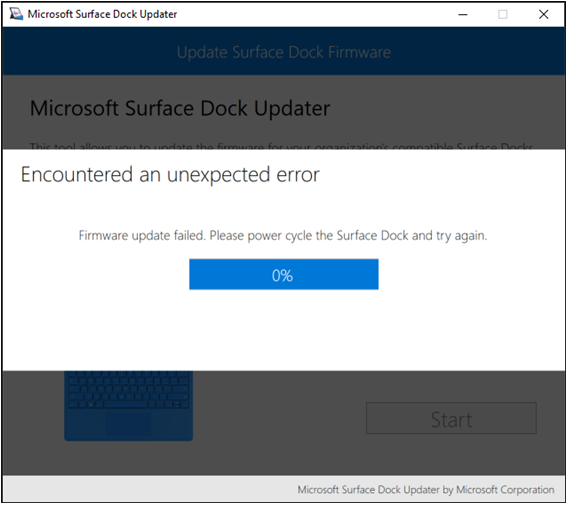 Microsoft Surface Dock Updater
Update Surface Dock Firmware
Microsoft Surface Dock Updater
This tool allows you to update the firmware for your organization's compatible Surface Docks
Encountered an unexpected error
Firmware update failed. Please power cycle the Surface Dock and try again.
0%
Start
Microsoft Surface Dock Updater by Microsoft Corporation